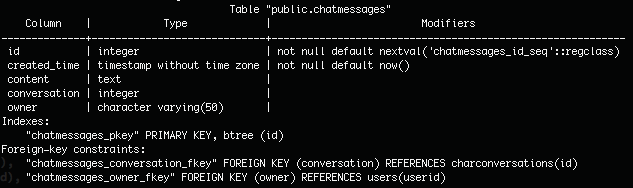 Table "public.chatmessages"
Column | Type | Modifiers
--------------+-----------------------------+-----------------------------------------------------------
id | integer | not null default nextval('chatmessages_id_seq'::regclass)
created_time | timestamp without time zone | not null default now()
content | text |
conversation | integer |
owner | character varying(50) |
Indexes:
"chatmessages_pkey" PRIMARY KEY, btree (id)
Foreign-key constraints:
), "chatmessages_conversation_fkey" FOREIGN KEY (conversation) REFERENCES charconversations(id)
d), "chatmessages_owner_fkey" FOREIGN KEY (owner) REFERENCES users(userid)